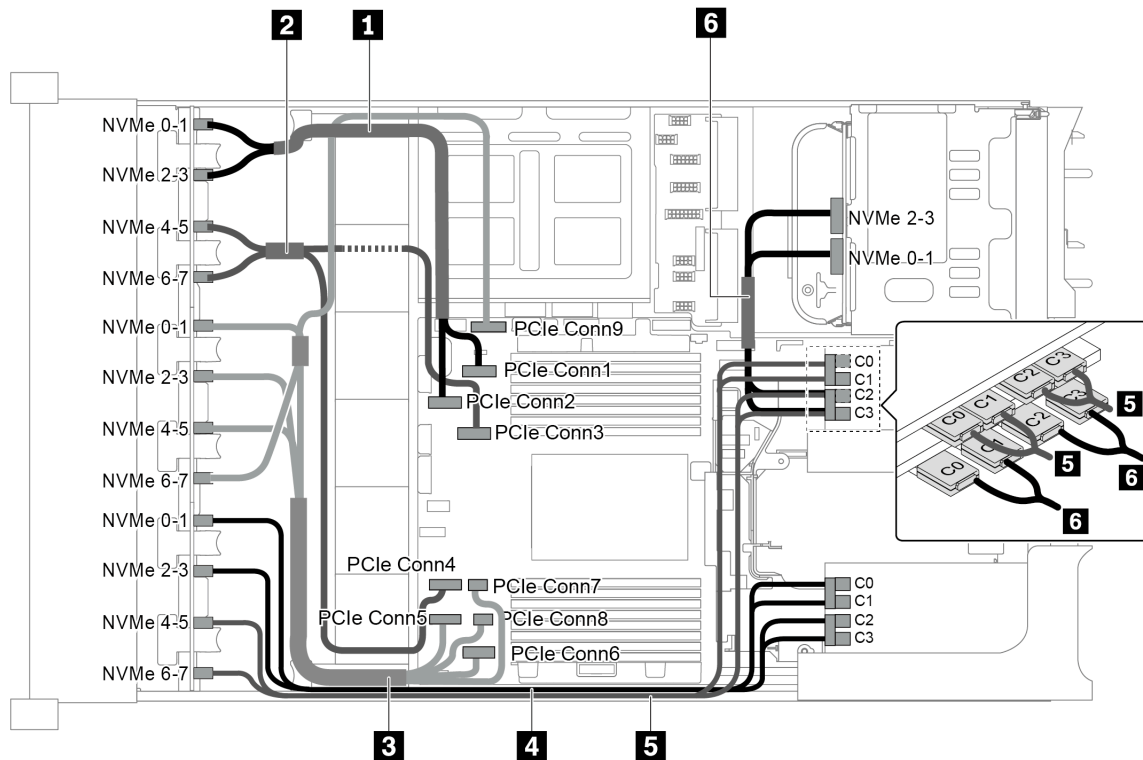 2
1
6
NVMe 0-1
NVMe 2-3
NVMe 4-5
NVMe 6-7
NVMe 0-1
NVMe 2-3
NVMe 4-5
NVMe 6-7
NVMe 0-1
NVMe 2-3
NVMe 4-5
NVMe 6-7
PCIe Conn9
PCIe Conn1
PCIe Conn2
PCIe Conn3
PCIe Conn4
PCIe Conn7
PCIe Conn5
PCIe Conn8
PCIe Conn6
6
NVMe 2-3
NVMe 0-1
C0
C1
C2
C3
C3
C2
C1
C0
C3
C2
C1
C0
5
5
6
6
C0
C1
C2
C3
3
4
5